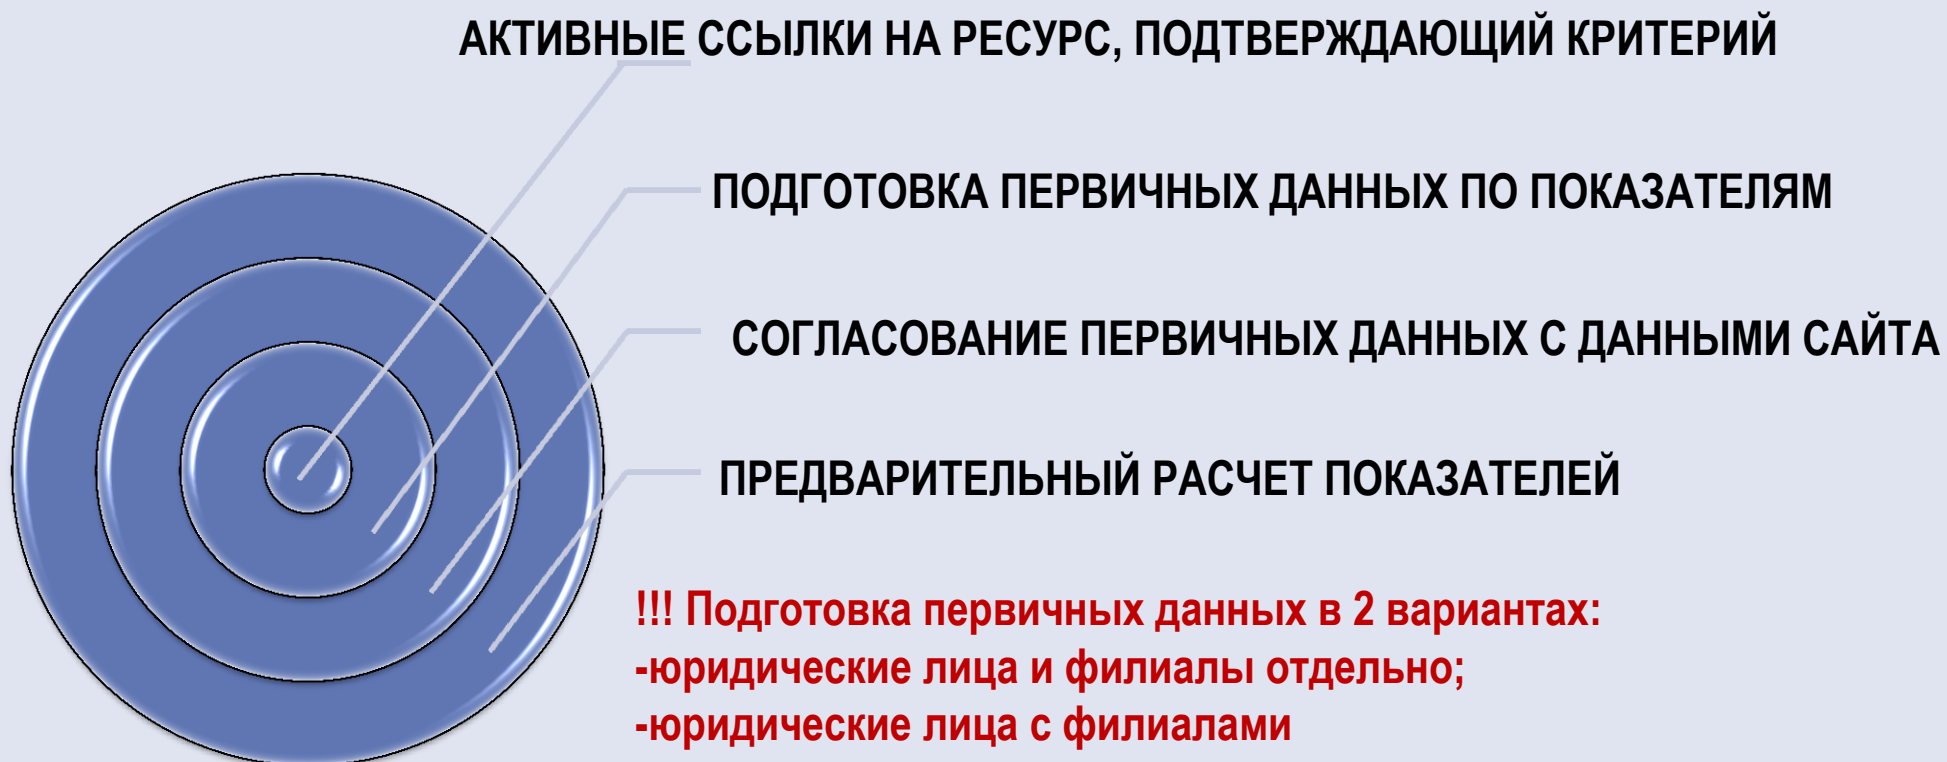 АКТИВНЫЕ ССЫЛКИ НА РЕСУРС, ПОДТВЕРЖДАЮЩИЙ КРИТЕРИЙ
ПОДГОТОВКА ПЕРВИЧНЫХ ДАННЫХ ПО ПОКАЗАТЕЛЯМ
СОГЛАСОВАНИЕ ПЕРВИЧНЫХ ДАННЫХ С ДАННЫМИ САЙТА
ПРЕДВАРИТЕЛЬНЫЙ РАСЧЕТ ПОКАЗАТЕЛЕЙ
!!! Подготовка первичных данных в 2 вариантах:
-юридические лица и филиалы отдельно;
-юридические лица с филиалами